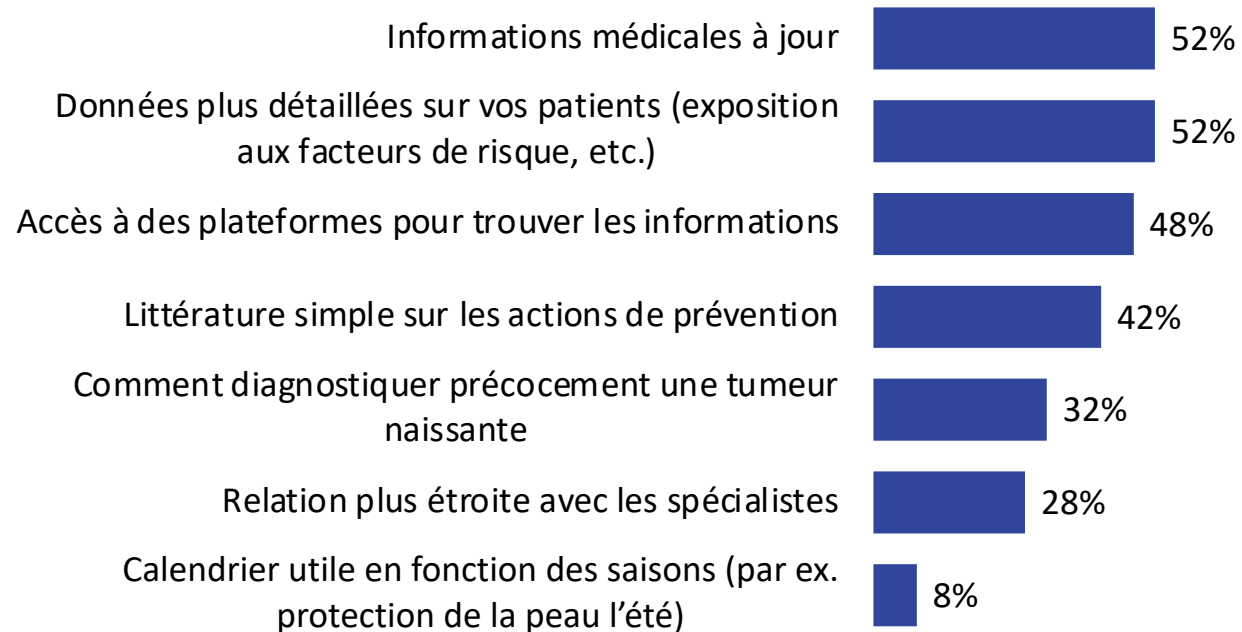 Informations médicales à jour
52%
Données plus détaillées sur vos patients (exposition
aux facteurs de risque, etc.)
52%
Accès à des plateformes pour trouver les informations
48%
Littérature simple sur les actions de prévention
42%
Comment diagnostiquer précocement une tumeur
naissante
32%
Relation plus étroite avec les spécialistes
28%
Calendrier utile en fonction des saisons (par ex.
protection de la peau l’été)
8%